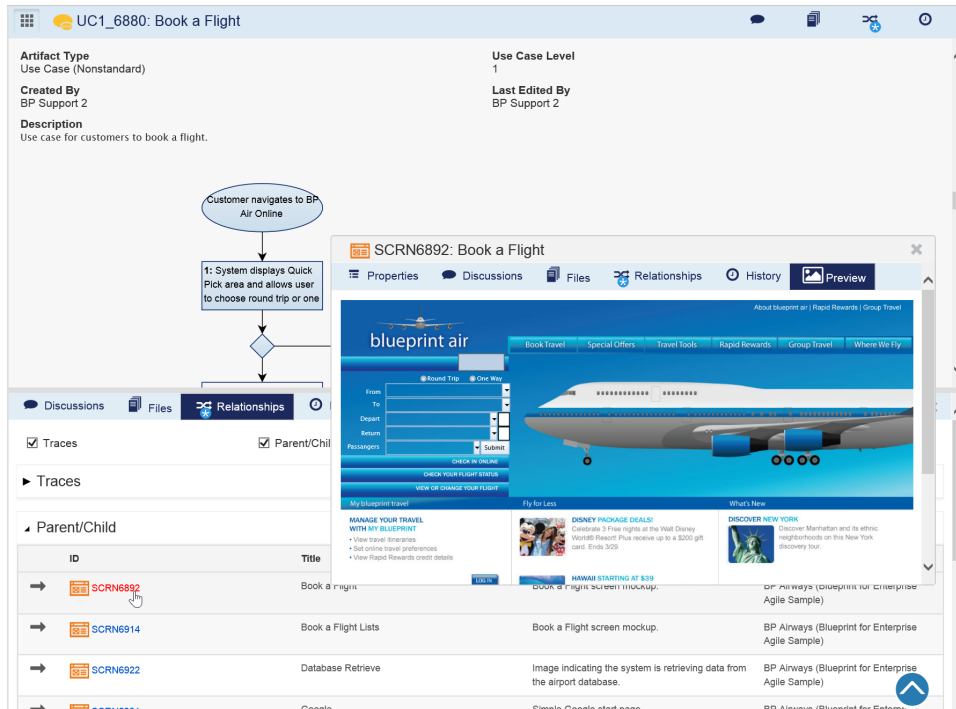 UC1_6880: Book a Flight
Artifact Type
Use Case (Nonstandard)
Use Case Level
1
Created By
BP Support 2
Last Edited By
BP Support 2
Description
Use case for customers to book a flight.
Customer navigates to BP
Air Online
1: System displays Quick
Pick area and allows user
to choose round trip or one
SCRN6892: Book a Flight
Properties Discussions Files Relationships History Preview
About blueprint air | Rapid Rewards | Group Travel
blueprint air
Book Travel Special Offers Travel Tools Rapid Rewards Group Travel Where We Fly
Round Trip One Way
From
To
Depart
Return
Passangers Submit
CHECK IN ONLINE
CHECK YOUR FLIGHT STATUS
VIEW OR CHANGE YOUR FLIGHT
My blueprint travel Fly for Less What's New
MANAGE YOUR TRAVEL
WITH MY BLUEPRINT
• View travel itineraries
• Set online travel preferences
• View Rapid Rewards credit details
LOG IN
DISNEY PACKAGE DEALS!
Celebrate 3 Free nights at the Walt Disney
World® Resort! Plus receive up to a $200 gift
card. Ends 3/28
HAWAII STARTING AT $39
DISCOVER NEW YORK
Discover Manhattan and its ethnic
neighborhoods on this New York
discovery tour.
Discussions Files Relationships
Traces Parent/Chil
Traces
Parent/Child
ID Title
SCRN6892 Book a Flight Book a Flight screen mockup. BP Airways (Blueprint for Enterprise
Agile Sample)
SCRN6914 Book a Flight Lists Book a Flight screen mockup. BP Airways (Blueprint for Enterprise
Agile Sample)
SCRN6922 Database Retrieve Image indicating the system is retrieving data from BP Airways (Blueprint for Enterprise
the airport database. Agile Sample)
Google Simple Google start page